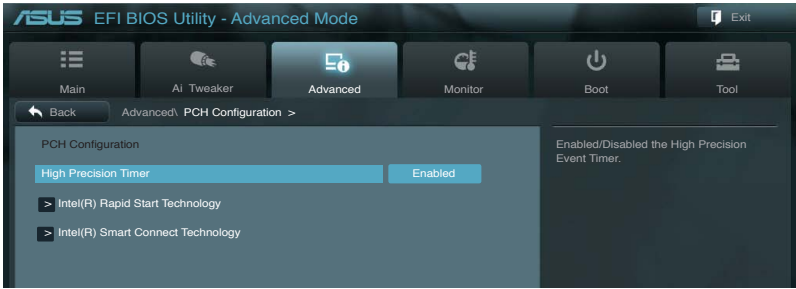 ASUS EFI BIOS Utility - Advanced Mode
Exit
Main
Ai Tweaker
Advanced
Monitor
Boot
Tool
Back
Advanced\ PCH Configuration >
PCH Configuration
High Precision Timer
Enabled
> Intel(R) Rapid Start Technology
> Intel(R) Smart Connect Technology
Enabled/Disabled the High Precision
Event Timer.